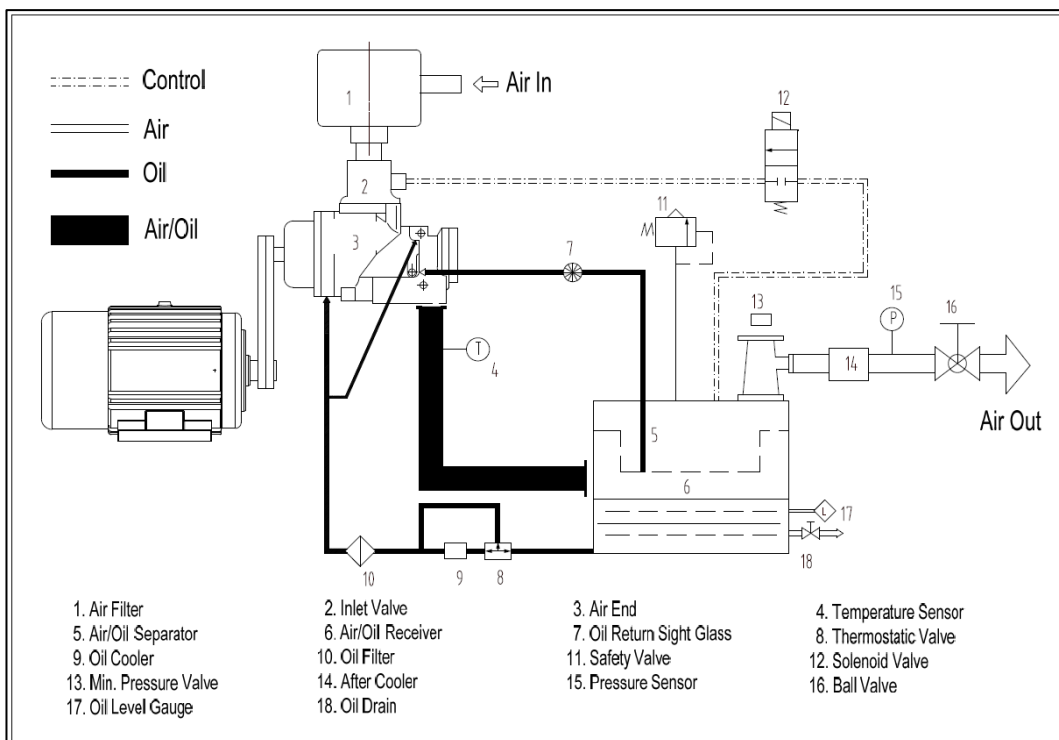 Control
Air
Oil
Air/Oil
1
Air In
12
2
11
3
7
13
15
16
T
4
P
14
Air Out
5
6
L
17
18
10
9
8
1. Air Filter
2. Inlet Valve
3. Air End
4. Temperature Sensor
5. Air/Oil Separator
6. Air/Oil Receiver
7. Oil Return Sight Glass
8. Thermostatic Valve
9. Oil Cooler
10. Oil Filter
11. Safety Valve
12. Solenoid Valve
13. Min. Pressure Valve
14. After Cooler
15. Pressure Sensor
16. Ball Valve
17. Oil Level Gauge
18. Oil Drain